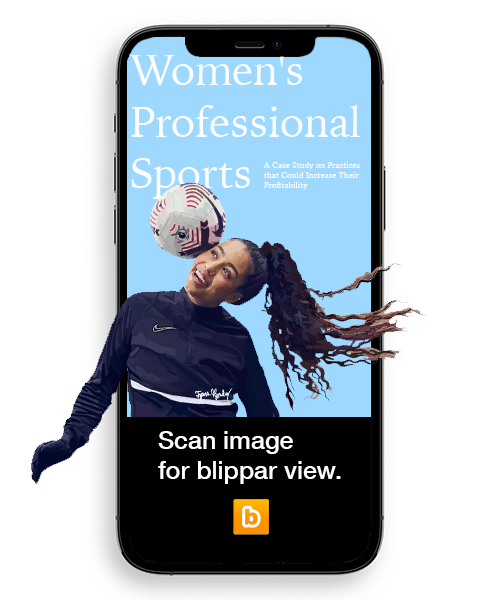 Women's
Professional
Sports
A Case Study on Practices
that Could Increase Their
Profitability
Scan image
for blippar view.